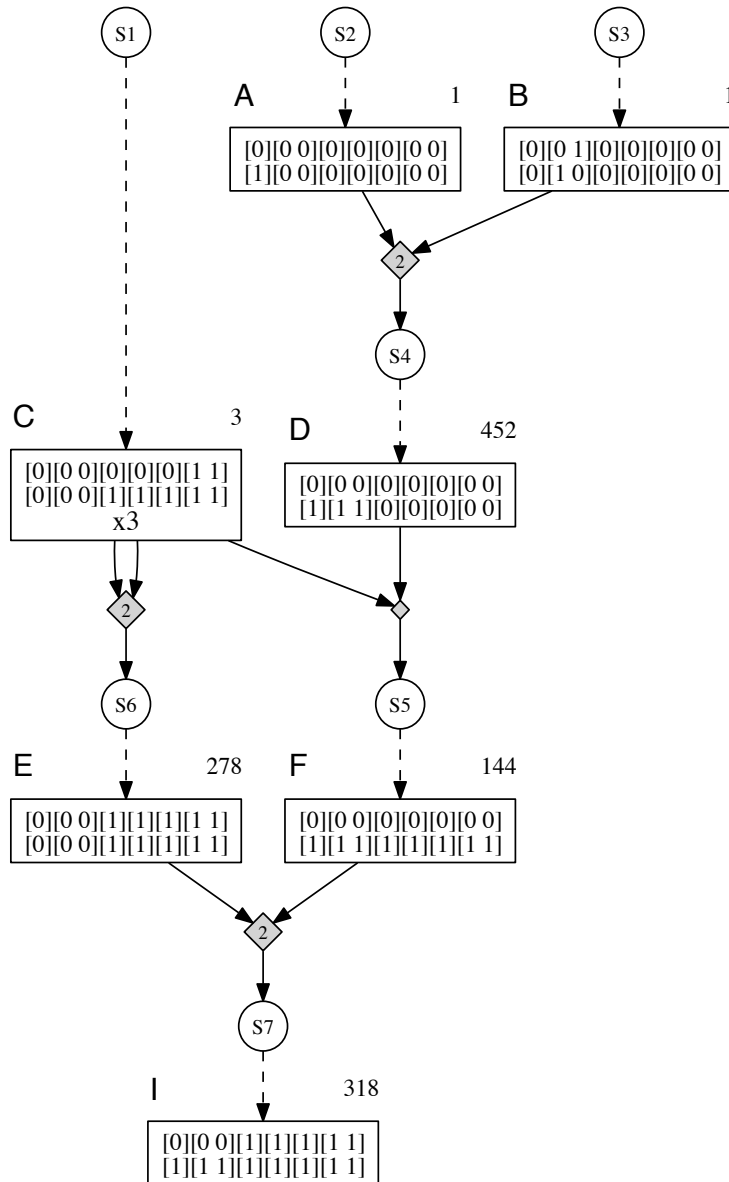 S1
S2
S3
A 1
B 1
[0][0 0][0][0][0][0 0]
[1][0 0][0][0][0][0 0]
[0][0 1][0][0][0][0 0]
[0][1 0][0][0][0][0 0]
2
S4
C 3
D 452
[0][0 0][0][0][0][1 1]
[0][0 0][1][1][1][1 1]
x3
[0][0 0][0][0][0][0 0]
[1][1 1][0][0][0][0 0]
2
S6
S5
E 278
F 144
[0][0 0][1][1][1][1 1]
[0][0 0][1][1][1][1 1]
[0][0 0][0][0][0][0 0]
[1][1 1][1][1][1][1 1]
2
S7
I 318
[0][0 0][1][1][1][1 1]
[1][1 1][1][1][1][1 1]